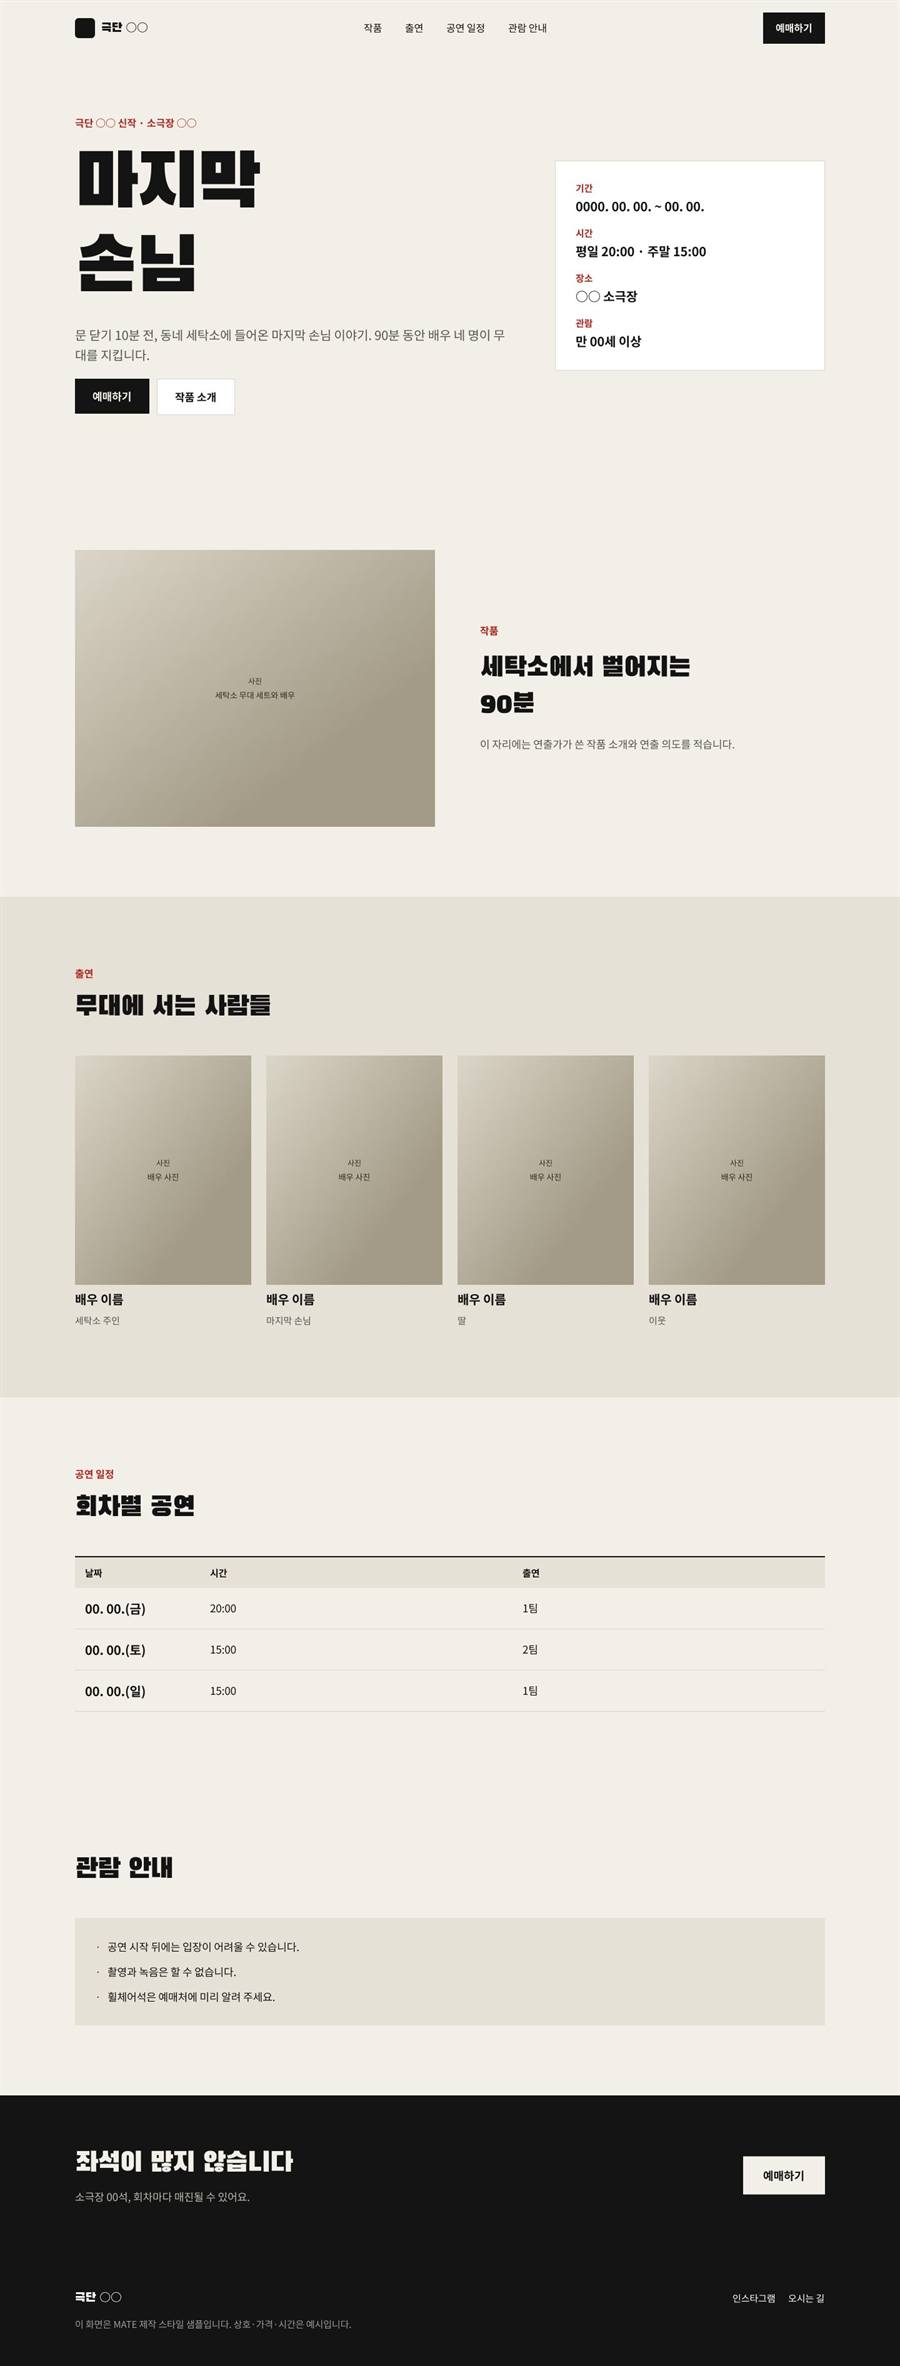 극단 〇〇
작품 출연 공연 일정 관람 안내
예매하기
극단 〇〇 신작 · 소극장 〇〇
마지막
손님
문 닫기 10분 전, 동네 세탁소에 들어온 마지막 손님 이야기. 90분 동안 배우 네 명이 무
대를 지킵니다.
예매하기 작품 소개
기간
0000. 00. 00. ~ 00. 00.
시간
평일 20:00 · 주말 15:00
장소
〇〇 소극장
관람
만 00세 이상
사진
세탁소 무대 세트와 배우
작품
세탁소에서 벌어지는
90분
이 자리에는 연출가가 쓴 작품 소개와 연출 의도를 적습니다.
출연
무대에 서는 사람들
사진
배우 사진
배우 이름
세탁소 주인
사진
배우 사진
배우 이름
마지막 손님
사진
배우 사진
배우 이름
딸
사진
배우 사진
배우 이름
이웃
공연 일정
회차별 공연
날짜 시간 출연
00. 00.(금) 20:00 1팀
00. 00.(토) 15:00 2팀
00. 00.(일) 15:00 1팀
관람 안내
· 공연 시작 뒤에는 입장이 어려울 수 있습니다.
· 촬영과 녹음은 할 수 없습니다.
· 휠체어석은 예매처에 미리 알려 주세요.
좌석이 많지 않습니다
소극장 00석, 회차마다 매진될 수 있어요.
예매하기
극단 〇〇
인스타그램 오시는 길
이 화면은 MATE 제작 스타일 샘플입니다. 상호·가격·시간은 예시입니다.